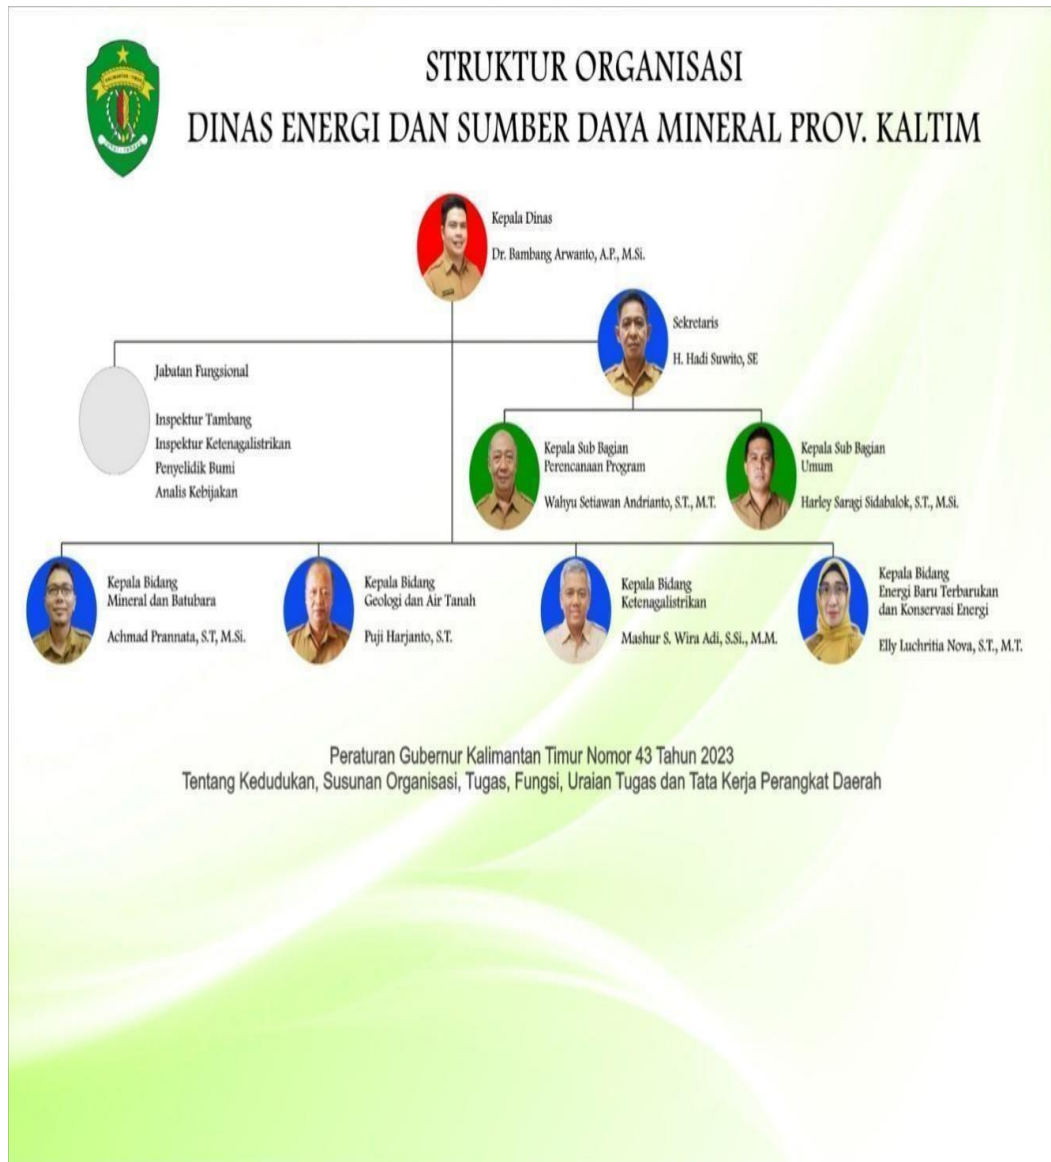 STRUKTUR ORGANISASI
DINAS ENERGI DAN SUMBER DAYA MINERAL PROV. KALTIM
KALIMANTAN - TIMUR
Kepala Dinas
Dr. Bambang Arwanto, A.P., M.Si.
Sekretaris
H. Hadi Suwito, SE
Jabatan Fungsional
Inspektur Tambang
Inspektur Ketenagalistrikan
Penyelidik Bumi
Analis Kebijakan
Kepala Sub Bagian
Perencanaan Program
Wahyu Setiawan Andrianto, S.T., M.T.
Kepala Sub Bagian
Umum
Harley Saragi Sidabalok, S.T., M.Si.
Kepala Bidang
Mineral dan Batubara
Achmad Prannata, S.T, M.Si.
Kepala Bidang
Geologi dan Air Tanah
Puji Harjanto, S.T.
Kepala Bidang
Ketenagalistrikan
Mashur S. Wira Adi, S.Si., M.M.
Kepala Bidang
Energi Baru Terbarukan
dan Konservasi Energi
Elly Luchritia Nova, S.T., M.T.
Peraturan Gubernur Kalimantan Timur Nomor 43 Tahun 2023
Tentang Kedudukan, Susunan Organisasi, Tugas, Fungsi, Uraian Tugas dan Tata Kerja Perangkat Daerah